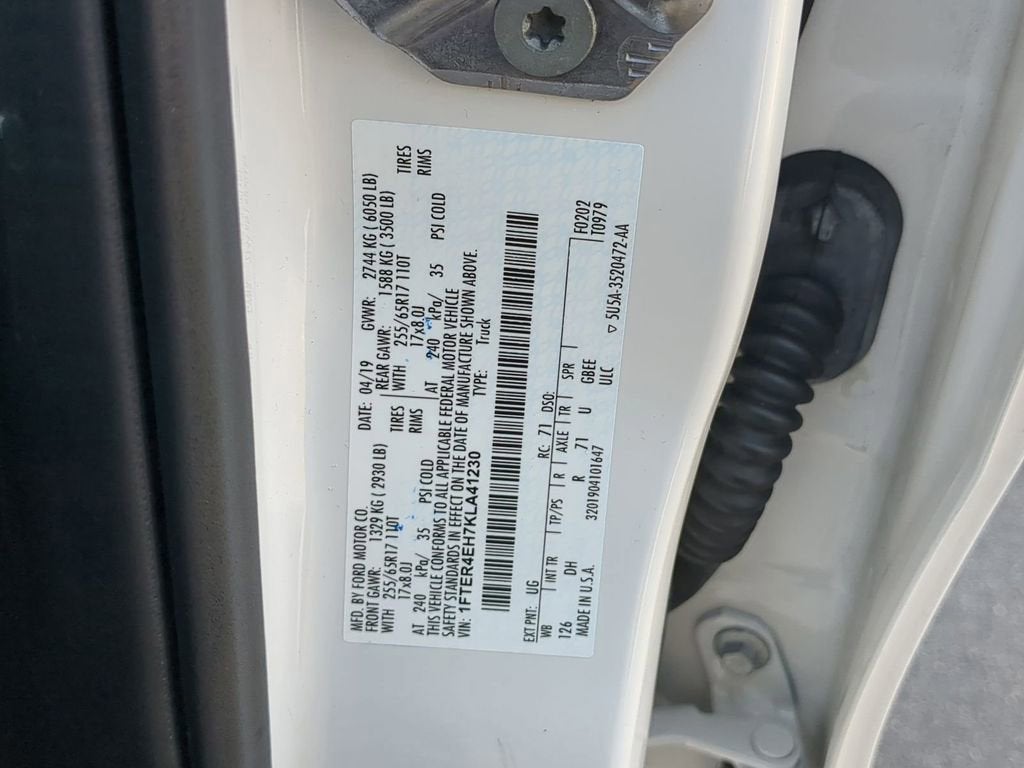 MFD. BY FORD MOTOR CO.
DATE: 04/19 GVWR: 2744 KG ( 6050 LB)
FRONT GAWR: 1329 KG ( 2930 LB)
REAR GAWR: 1588 KG ( 3500 LB)
WITH 255/65R17 110T TIRES
WITH 255/65R17 110T TIRES
17x8.0J RIMS
17x8.0J RIMS
AT 240 kPa/ 35 PSI COLD
AT 240 kPa/ 35 PSI COLD
THIS VEHICLE CONFORMS TO ALL APPLICABLE FEDERAL MOTOR VEHICLE
SAFETY STANDARDS IN EFFECT ON THE DATE OF MANUFACTURE SHOWN ABOVE.
VIN: 1FTER4EH7KLA41230 TYPE: Truck
EXT PNT: UG RC: 71 DSO:
WB INT TR TP/PS R AXLE TR SPR F0202
126 DH R 71 U GBEE T0979
MADE IN U.S.A. 320190410​1647 ULC 5U5A-3520472-AA